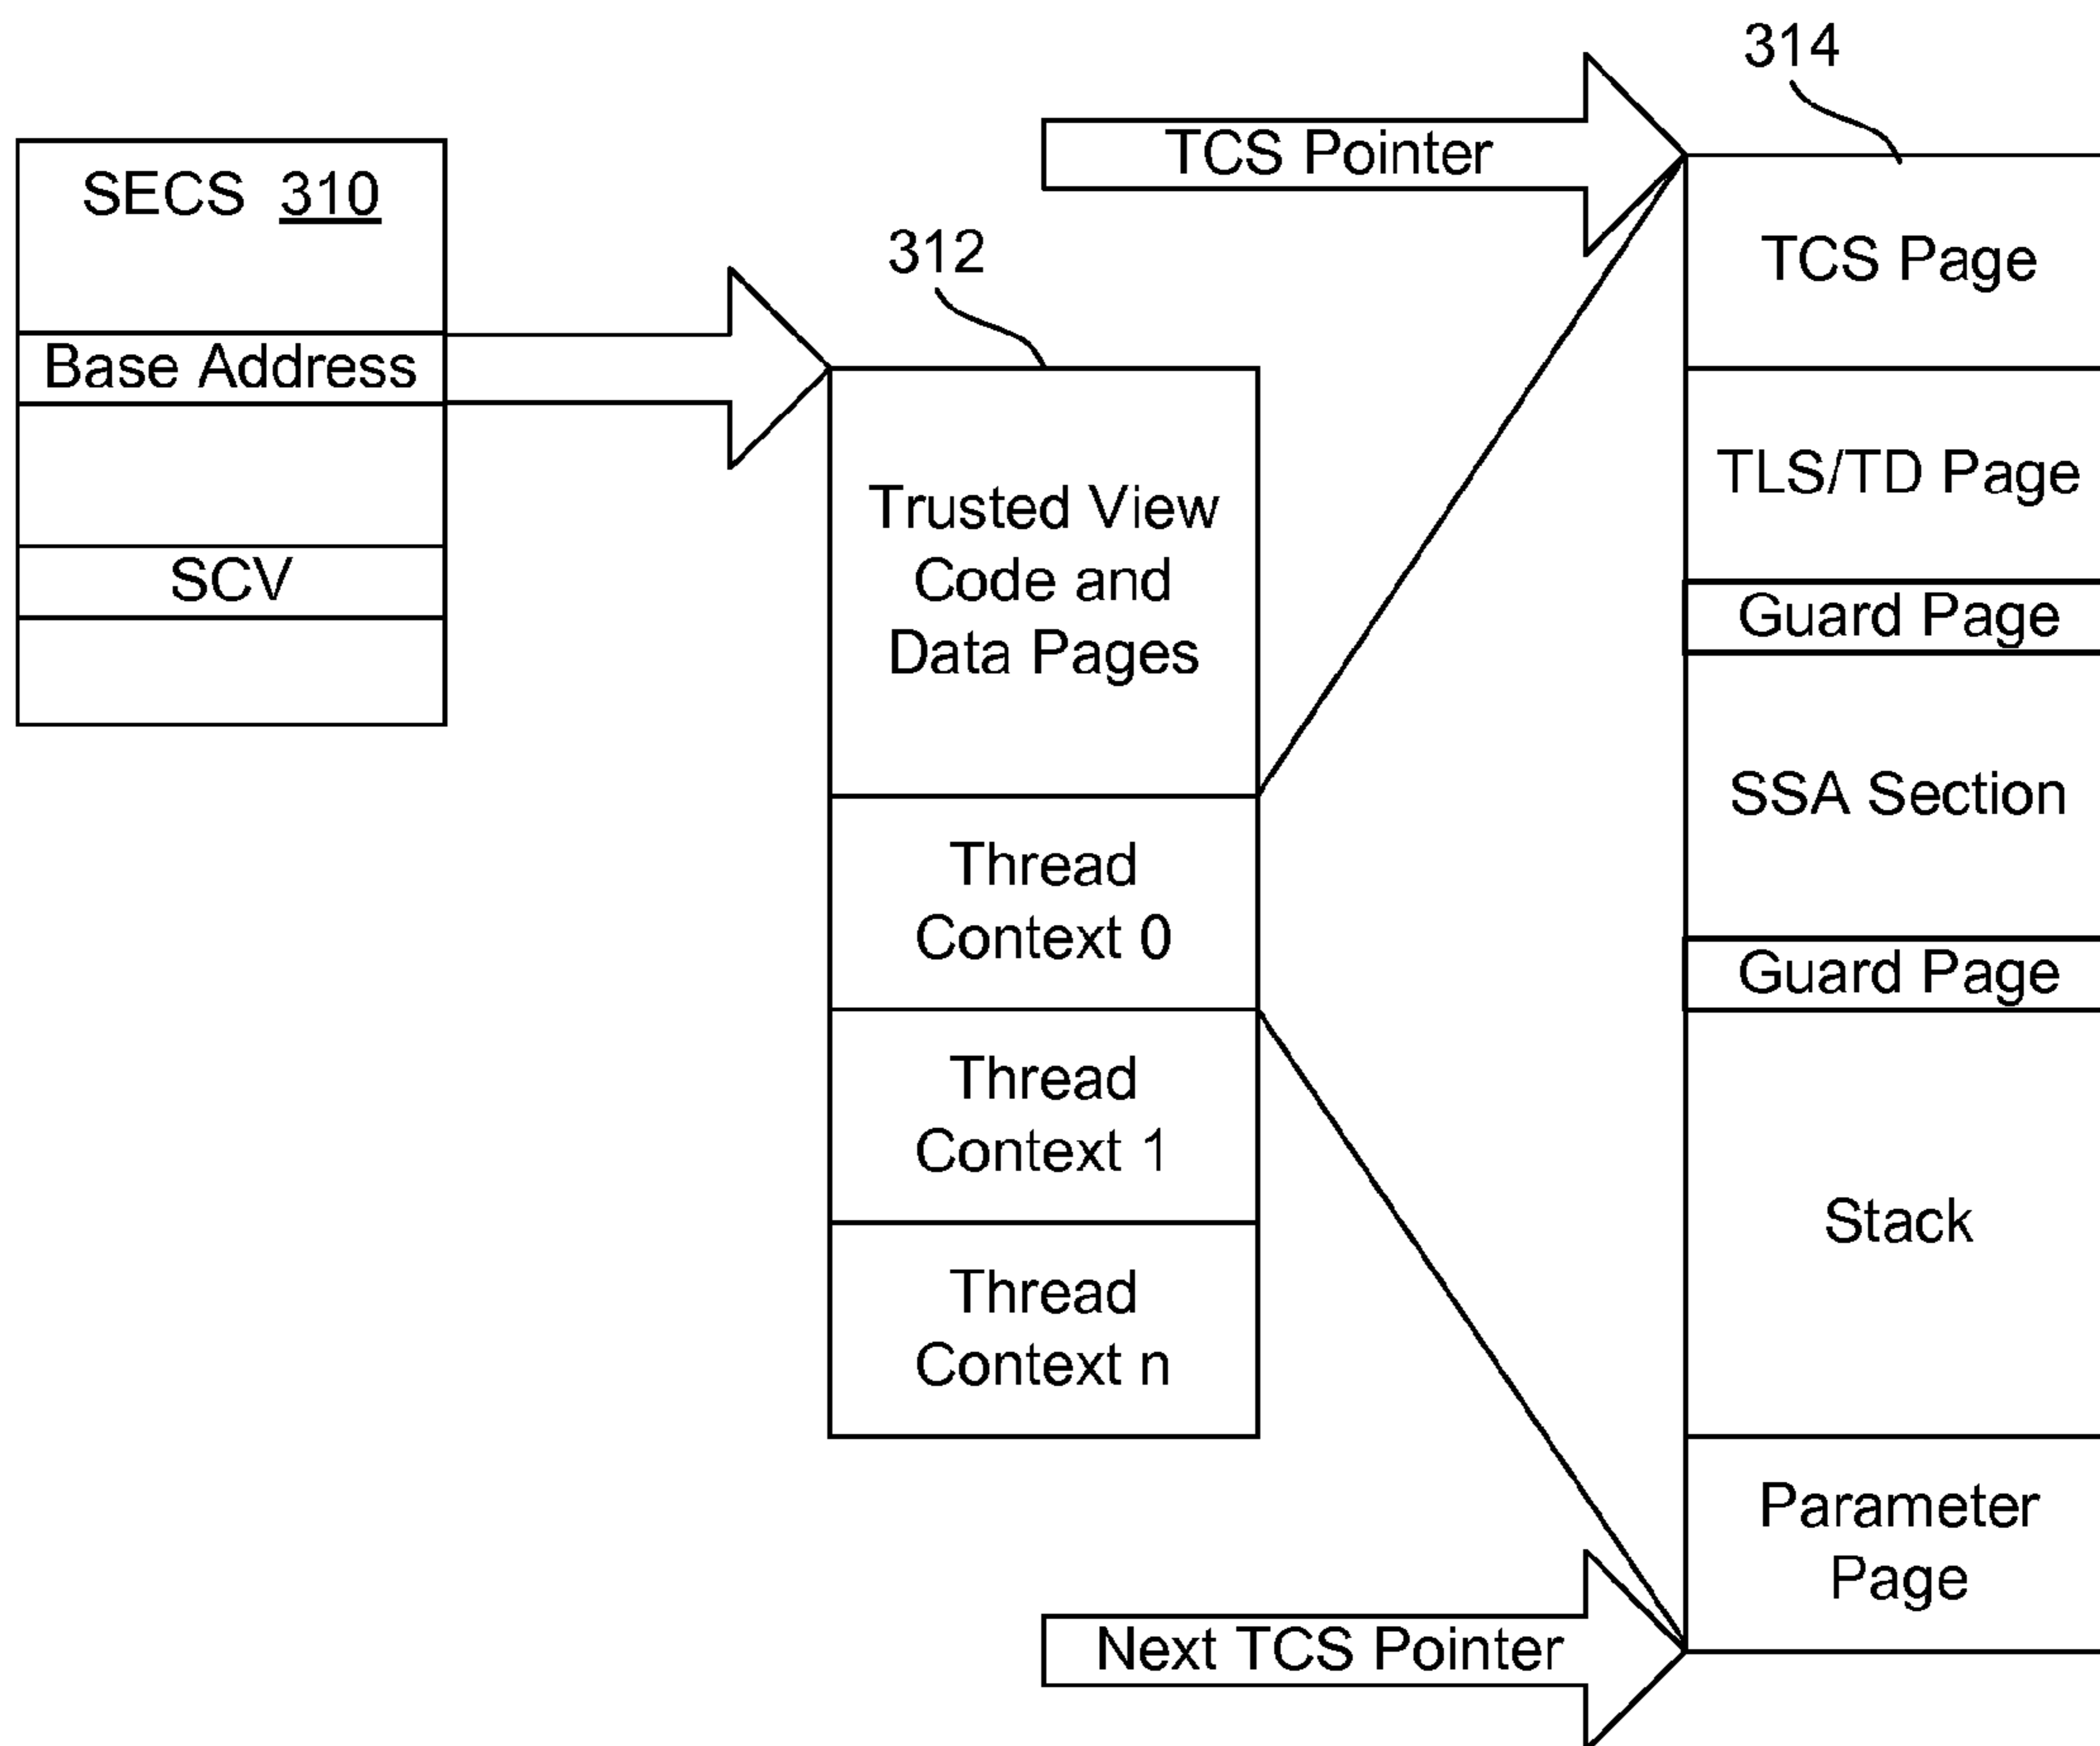 SECS 310
Base Address
SCV
312
Trusted View
Code and
Data Pages
Thread
Context 0
Thread
Context 1
Thread
Context n
TCS Pointer
Next TCS Pointer
314
TCS Page
TLS/TD Page
Guard Page
SSA Section
Guard Page
Stack
Parameter
Page